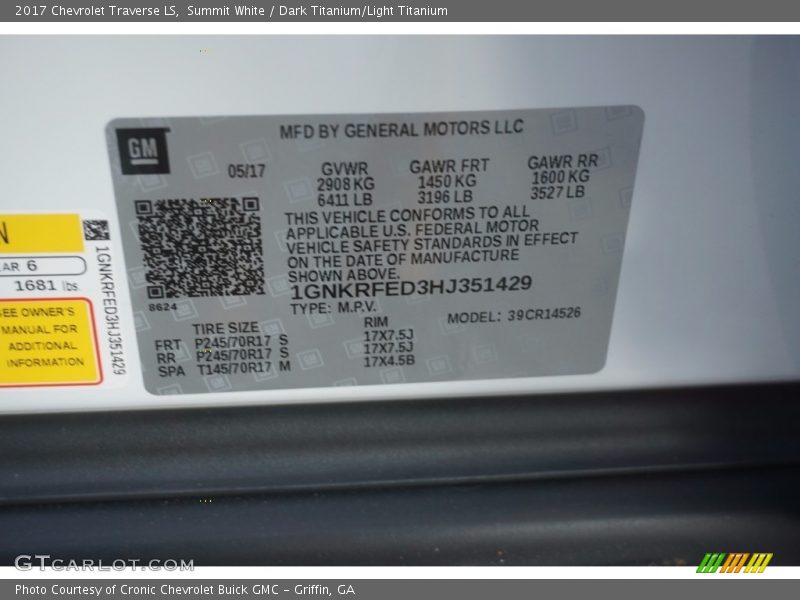 2017 Chevrolet Traverse LS, Summit White / Dark Titanium/Light Titanium
GM
MFD BY GENERAL MOTORS LLC
05/17
GVWR GAWR FRT GAWR RR
2908 KG 1450 KG 1600 KG
6411 LB 3196 LB 3527 LB
THIS VEHICLE CONFORMS TO ALL
APPLICABLE U.S. FEDERAL MOTOR
VEHICLE SAFETY STANDARDS IN EFFECT
ON THE DATE OF MANUFACTURE
SHOWN ABOVE.
1GNKRFED3HJ351429
8624
TYPE: M.P.V.
MODEL: 39CR14526
TIRE SIZE RIM
FRT P245/70R17 S 17X7.5J
RR P245/70R17 S 17X7.5J
SPA T145/70R17 M 17X4.5B
N
AR 6
1681 lbs.
EE OWNER'S
MANUAL FOR
ADDITIONAL
INFORMATION
1GNKRFED3HJ351429
GTCARLOT.COM
Photo Courtesy of Cronic Chevrolet Buick GMC - Griffin, GA